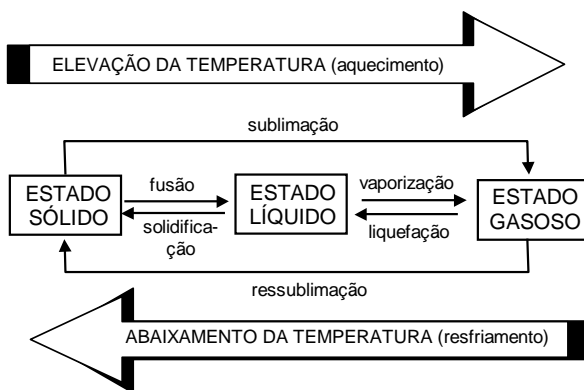 ELEVAÇÃO DA TEMPERATURA (aquecimento)
sublimação
ESTADO
SÓLIDO
fusão
solidifica-
ção
ESTADO
LÍQUIDO
vaporização
liquefação
ESTADO
GASOSO
ressublimação
ABAIXAMENTO DA TEMPERATURA (resfriamento)